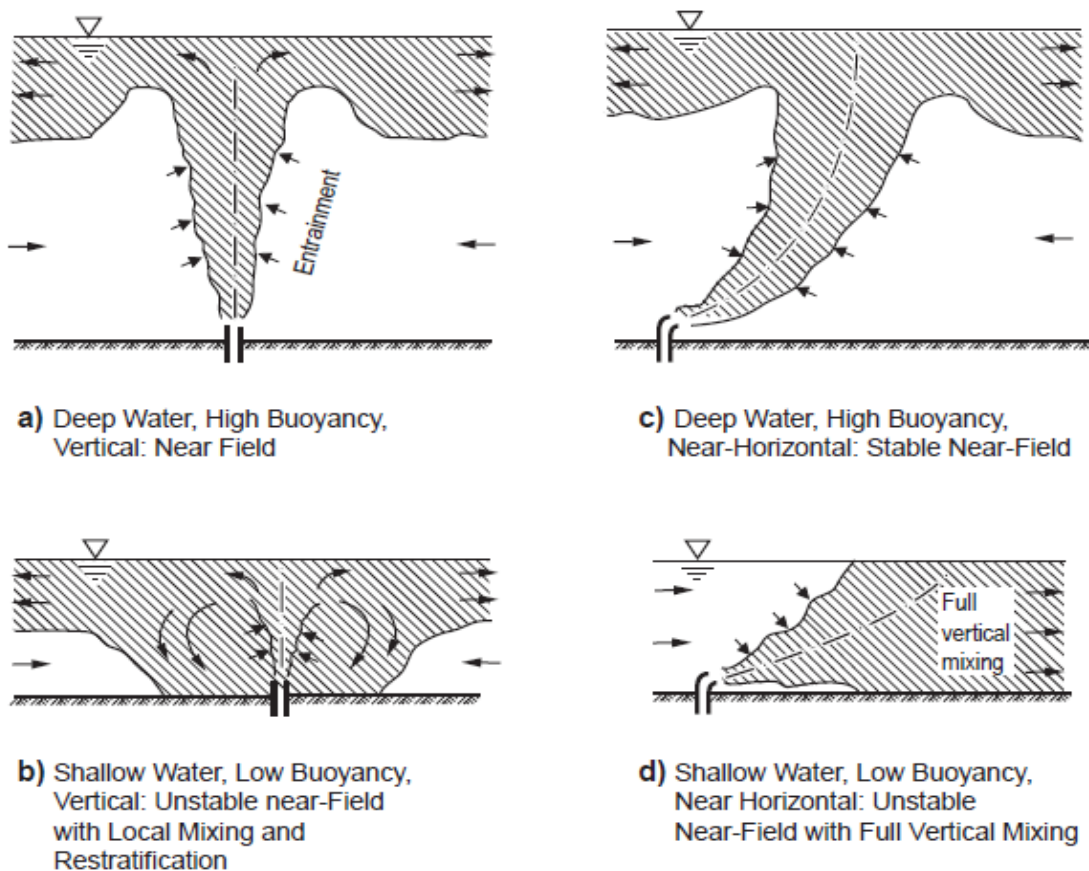 Entrainment
a) Deep Water, High Buoyancy,
Vertical: Near Field
c) Deep Water, High Buoyancy,
Near-Horizontal: Stable Near-Field
Full
vertical
mixing
b) Shallow Water, Low Buoyancy,
Vertical: Unstable near-Field
with Local Mixing and
Restratification
d) Shallow Water, Low Buoyancy,
Near Horizontal: Unstable
Near-Field with Full Vertical Mixing